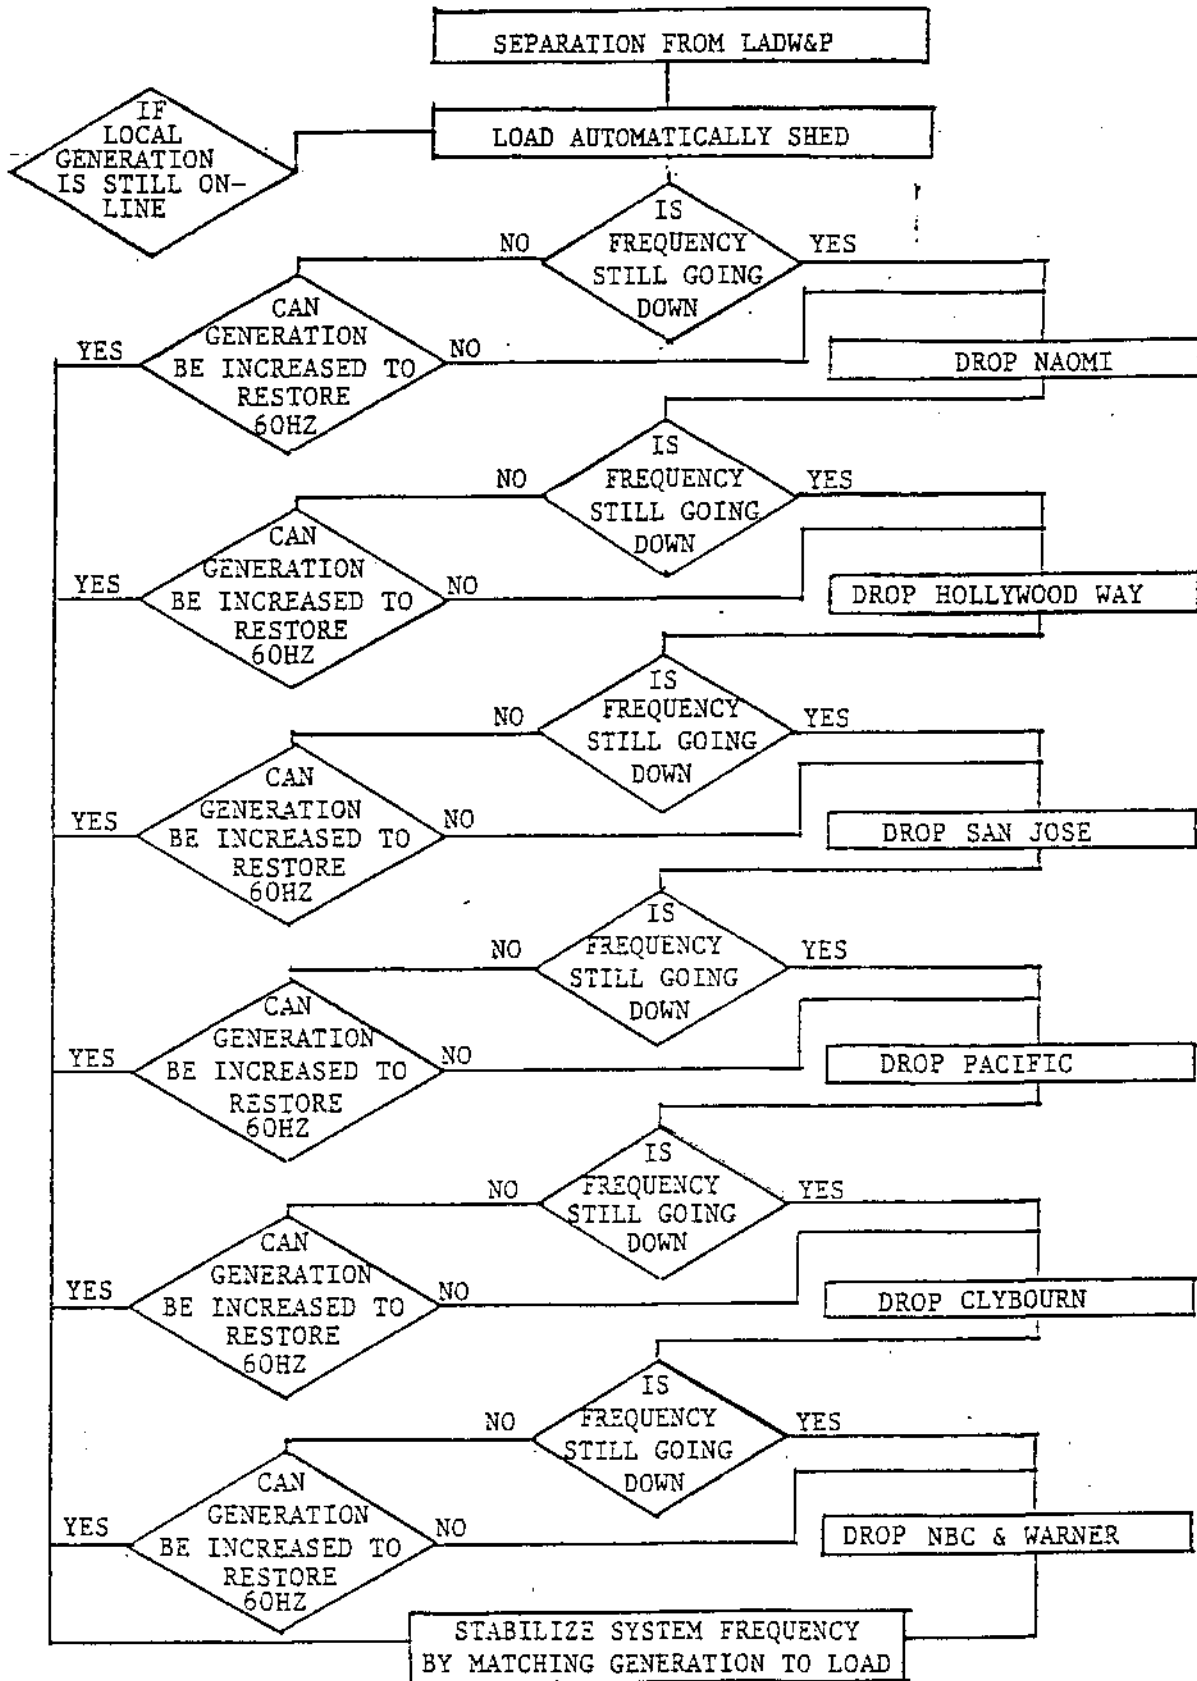 SEPARATION FROM LADW&P
IF
LOCAL
GENERATION
IS STILL ON-
LINE
LOAD AUTOMATICALLY SHED
IS
FREQUENCY
STILL GOING
DOWN
NO
YES
CAN
GENERATION
BE INCREASED TO
RESTORE
60HZ
YES
NO
DROP NAOMI
IS
FREQUENCY
STILL GOING
DOWN
NO
YES
CAN
GENERATION
BE INCREASED TO
RESTORE
60HZ
YES
NO
DROP HOLLYWOOD WAY
IS
FREQUENCY
STILL GOING
DOWN
NO
YES
CAN
GENERATION
BE INCREASED TO
RESTORE
60HZ
YES
NO
DROP SAN JOSE
IS
FREQUENCY
STILL GOING
DOWN
NO
YES
CAN
GENERATION
BE INCREASED TO
RESTORE
60HZ
YES
NO
DROP PACIFIC
IS
FREQUENCY
STILL GOING
DOWN
NO
YES
CAN
GENERATION
BE INCREASED TO
RESTORE
60HZ
YES
NO
DROP CLYBOURN
IS
FREQUENCY
STILL GOING
DOWN
NO
YES
CAN
GENERATION
BE INCREASED TO
RESTORE
60HZ
YES
NO
DROP NBC & WARNER
STABILIZE SYSTEM FREQUENCY
BY MATCHING GENERATION TO LOAD